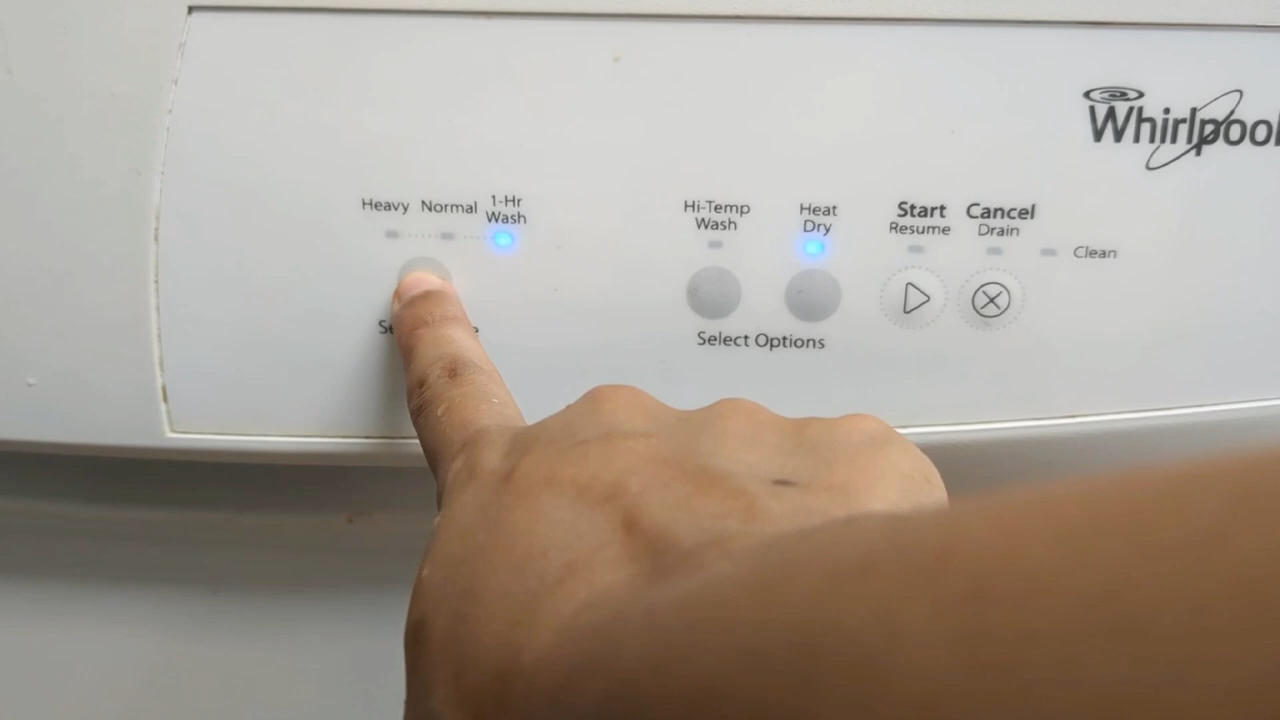 Whirlpool
Heavy Normal 1-Hr
Wash
Hi-Temp
Wash
Heat
Dry
Start
Resume
Cancel
Drain
Clean
Select Options